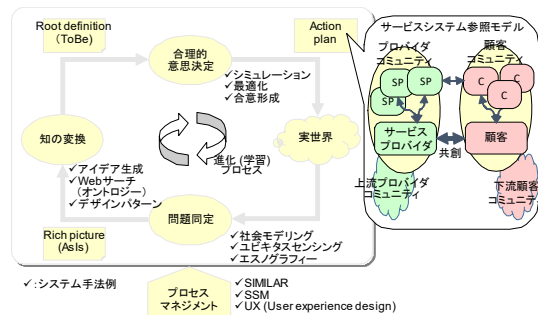 Root definition
(ToBe)
合理的
意思決定
✓シミュレーション
✓最適化
✓合意形成
Action
plan
知の変換
進化 (学習)
プロセス
実世界
✓アイデア生成
✓Webサーチ
(オントロジー)
✓デザインパターン
Rich picture
(AsIs)
問題同定
✓社会モデリング
✓ユビキタスセンシング
✓エスノグラフィー
✓:システム手法例
プロセス
マネジメント
✓SIMILAR
✓SSM
✓UX (User experience design)
サービスシステム参照モデル
プロバイダ
コミュニティ
顧客
コミュニティ
SP
SP
SP
C
C
C
サービス
プロバイダ
共創
顧客
上流プロバイダ
コミュニティ
下流顧客
コミュニティ